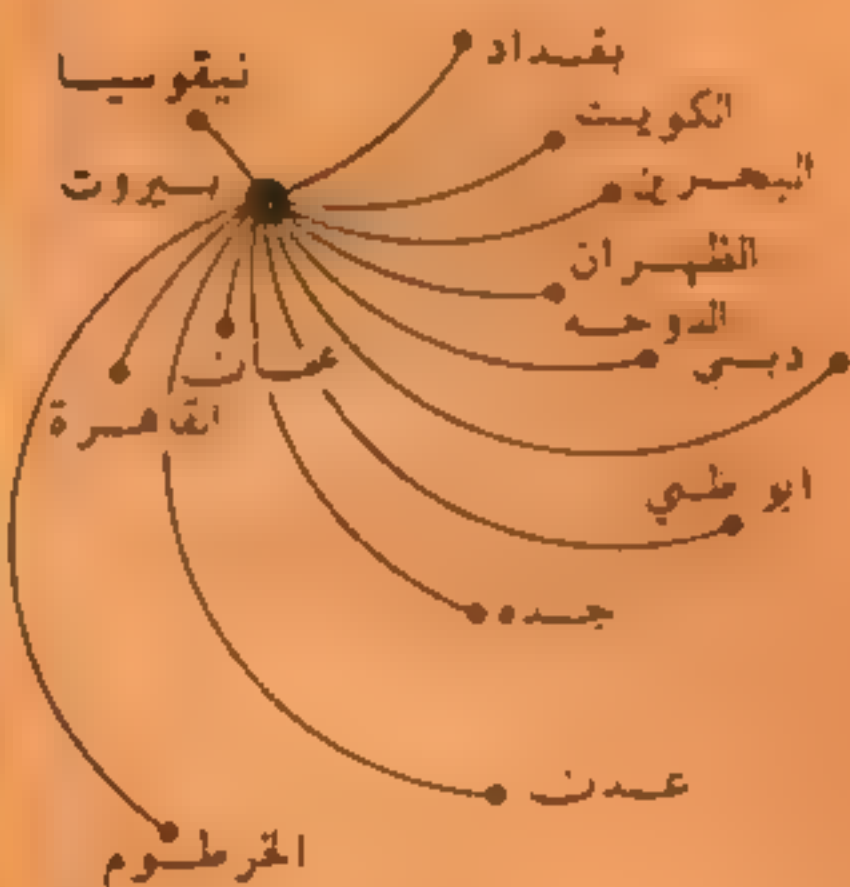 بغداد
نيقوسيا
الكويت
البحرين
بيروت
الظهران
الدوحه
دبي
عمان
القاهرة
ابو ظبي
جده
عدن
الخرطوم